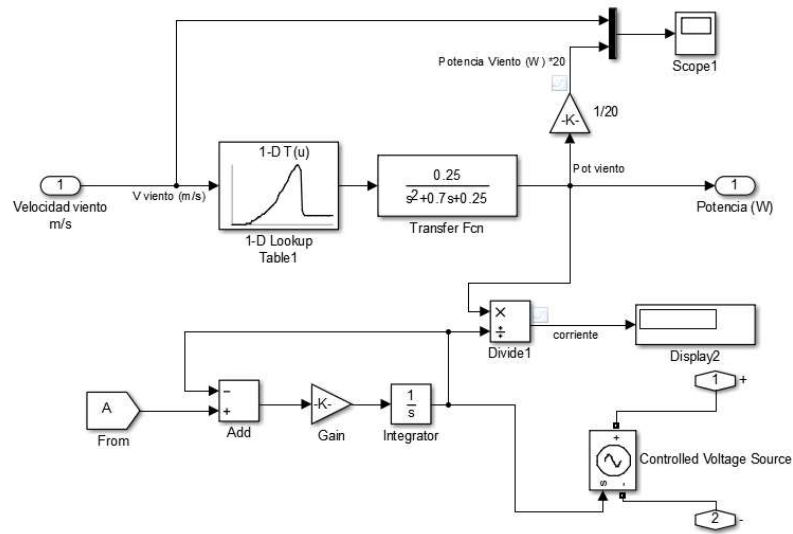 Potencia Viento (W) *20
Scope1
-K-
1/20
1-D T(u)
Pot viento
1
V viento (m/s)
Velocidad viento
m/s
1-D Lookup
Table1
0.25
s2+0.7s+0.25
Transfer Fcn
1
Potencia (W)
×
÷
Divide1
corriente
Display2
A
From
−
+
Add
-K-
Gain
1
s
Integrator
1
+
+
s
-
Controlled Voltage Source
2
-